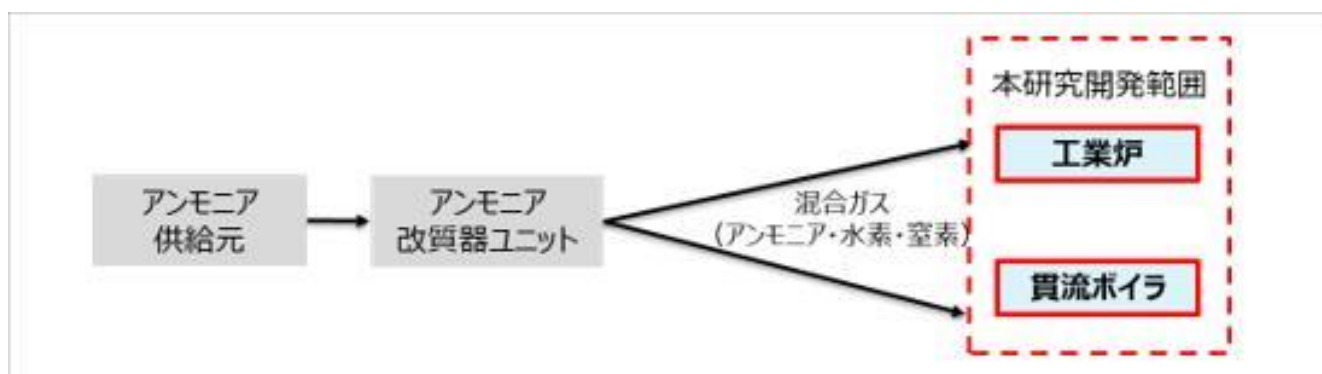 本研究開発範囲
工業炉
アンモニア
供給元
アンモニア
改質器ユニット
混合ガス
(アンモニア・水素・窒素)
貫流ボイラ